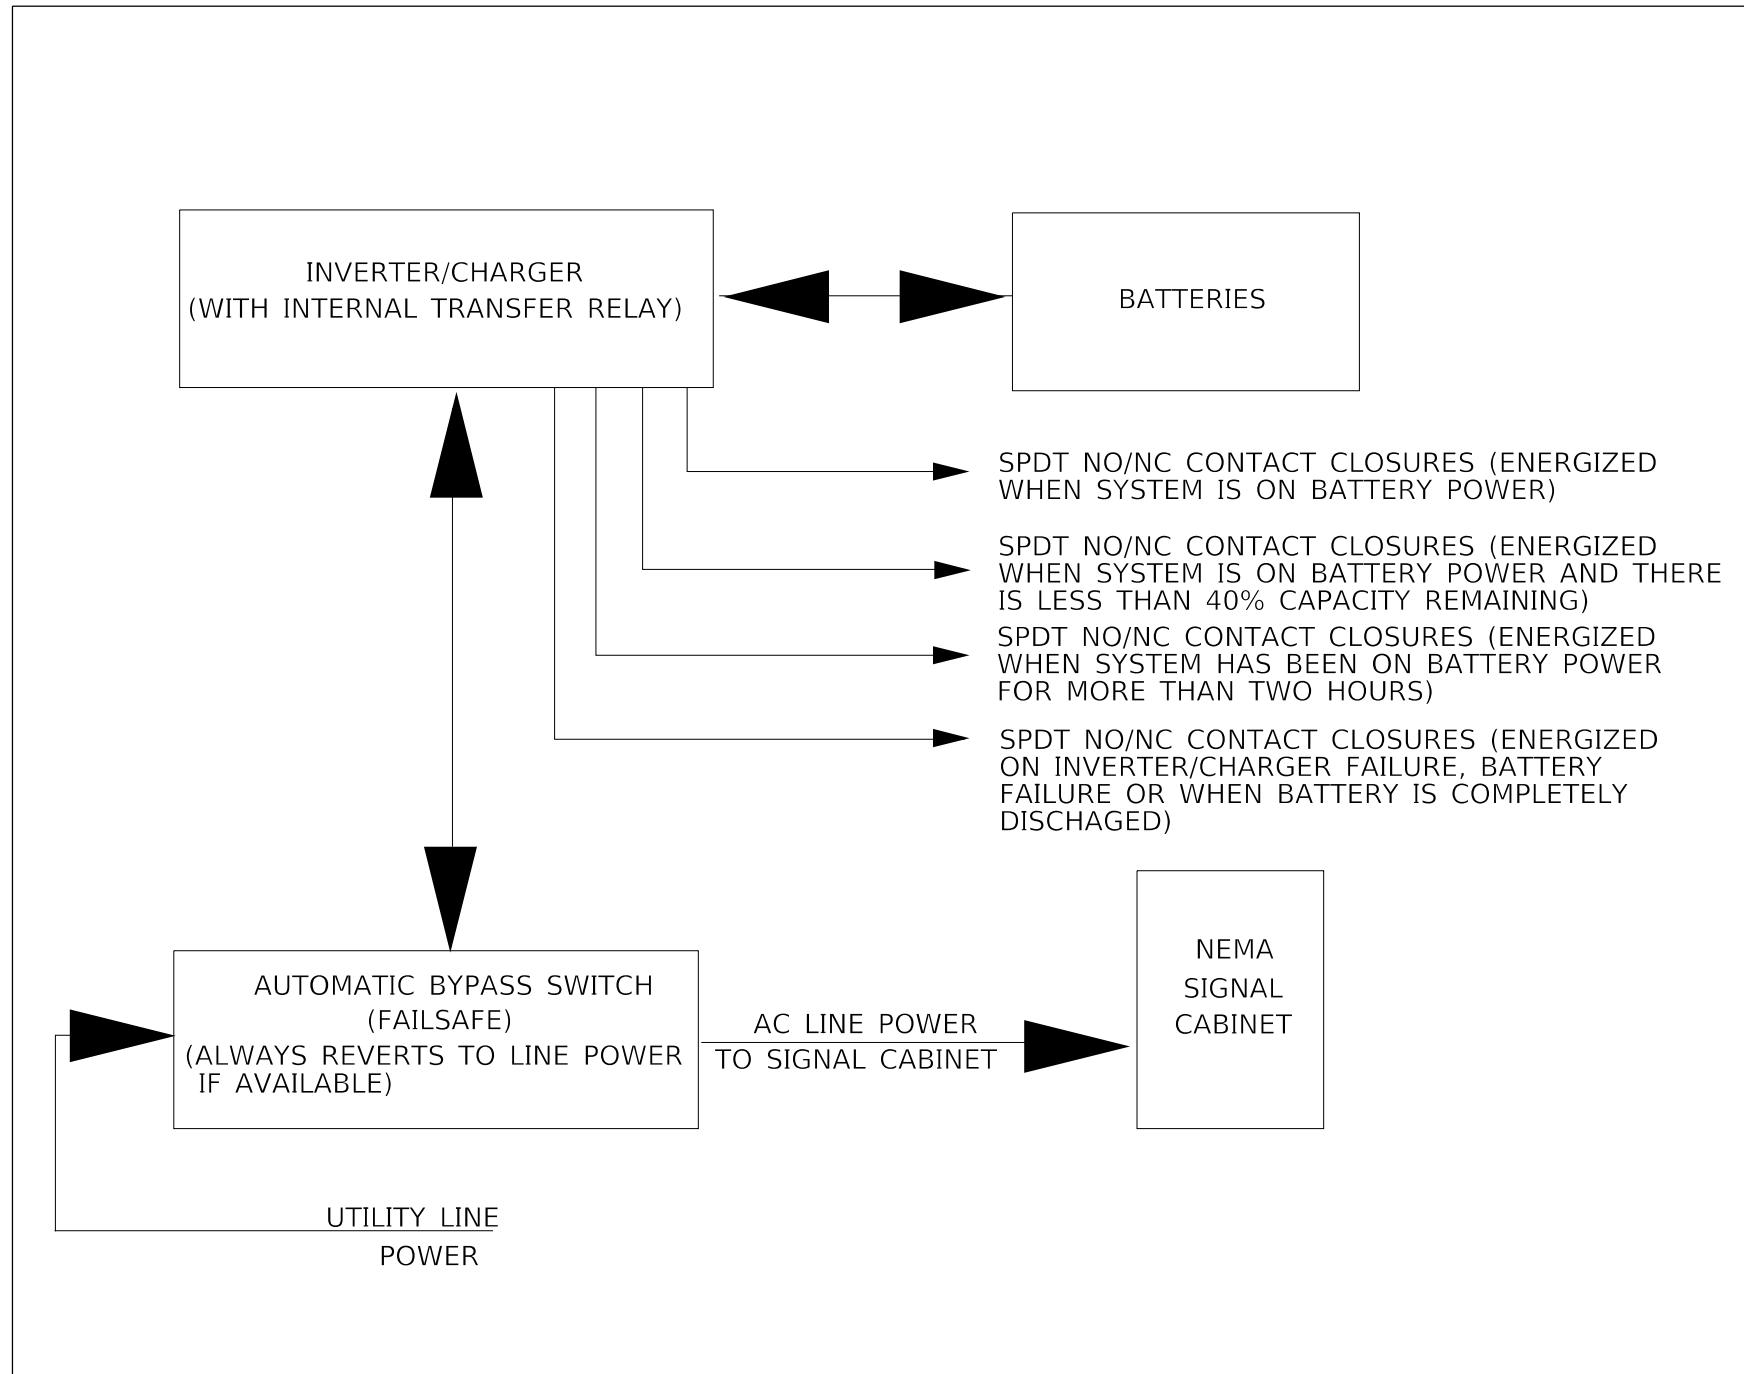 INVERTER/CHARGER
(WITH INTERNAL TRANSFER RELAY)
BATTERIES
SPDT NO/NC CONTACT CLOSURES (ENERGIZED
WHEN SYSTEM IS ON BATTERY POWER)
SPDT NO/NC CONTACT CLOSURES (ENERGIZED
WHEN SYSTEM IS ON BATTERY POWER AND THERE
IS LESS THAN 40% CAPACITY REMAINING)
SPDT NO/NC CONTACT CLOSURES (ENERGIZED
WHEN SYSTEM HAS BEEN ON BATTERY POWER
FOR MORE THAN TWO HOURS)
SPDT NO/NC CONTACT CLOSURES (ENERGIZED
ON INVERTER/CHARGER FAILURE, BATTERY
FAILURE OR WHEN BATTERY IS COMPLETELY
DISCHAGED)
AUTOMATIC BYPASS SWITCH
(FAILSAFE)
(ALWAYS REVERTS TO LINE POWER
IF AVAILABLE)
AC LINE POWER
TO SIGNAL CABINET
NEMA
SIGNAL
CABINET
UTILITY LINE
POWER